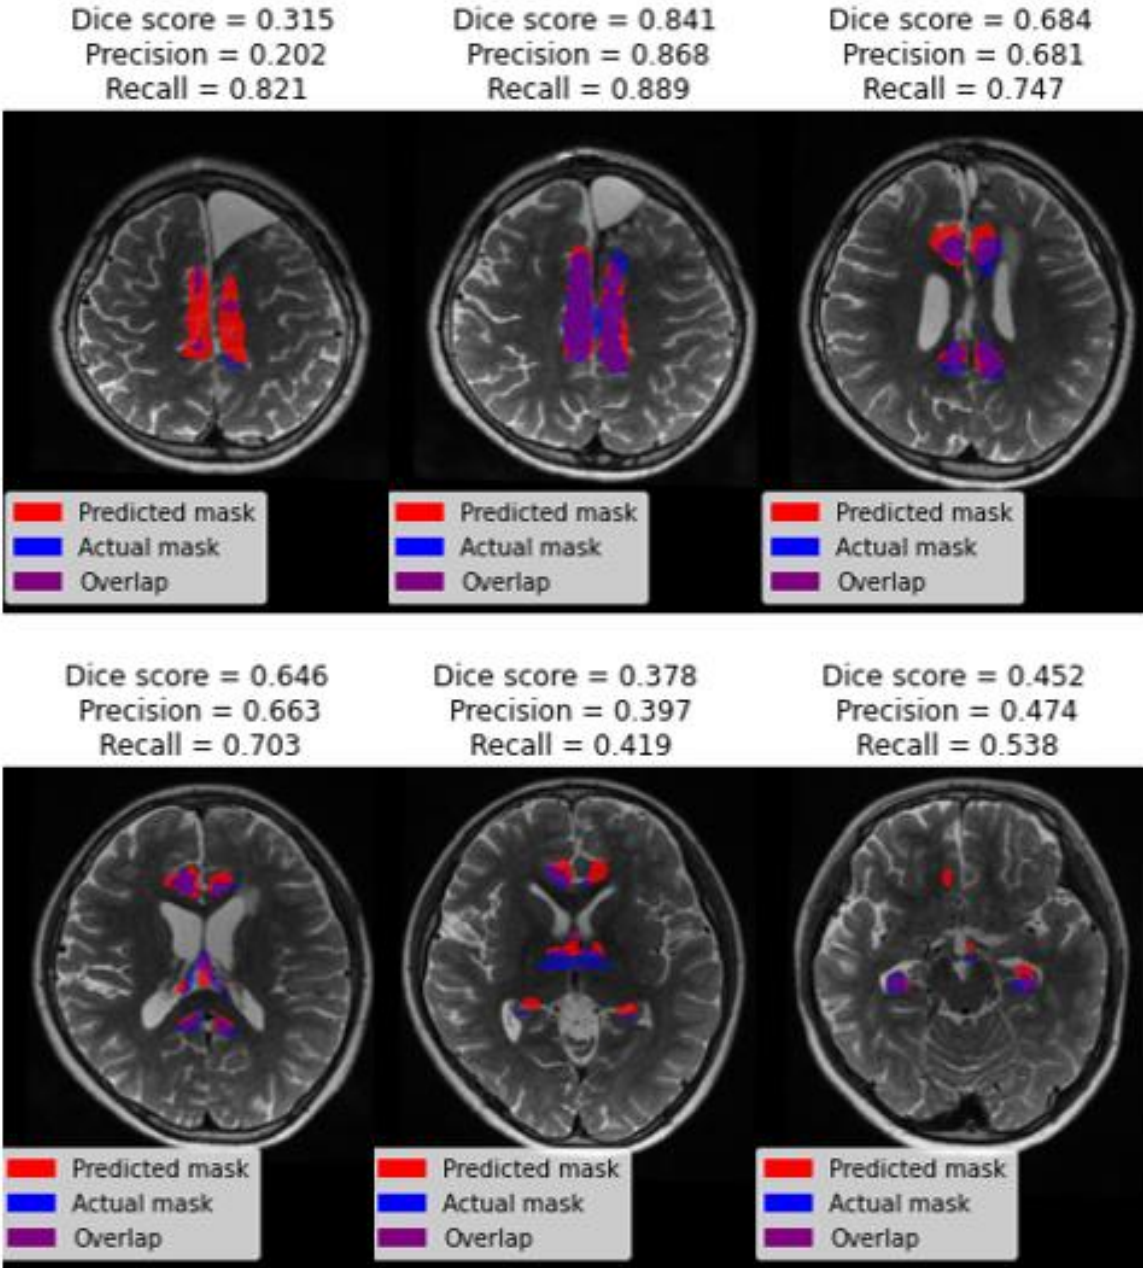 Dice score = 0.315
Precision = 0.202
Recall = 0.821
Dice score = 0.841
Precision = 0.868
Recall = 0.889
Dice score = 0.684
Precision = 0.681
Recall = 0.747
Predicted mask
Actual mask
Overlap
Predicted mask
Actual mask
Overlap
Predicted mask
Actual mask
Overlap
Dice score = 0.646
Precision = 0.663
Recall = 0.703
Dice score = 0.378
Precision = 0.397
Recall = 0.419
Dice score = 0.452
Precision = 0.474
Recall = 0.538
Predicted mask
Actual mask
Overlap
Predicted mask
Actual mask
Overlap
Predicted mask
Actual mask
Overlap